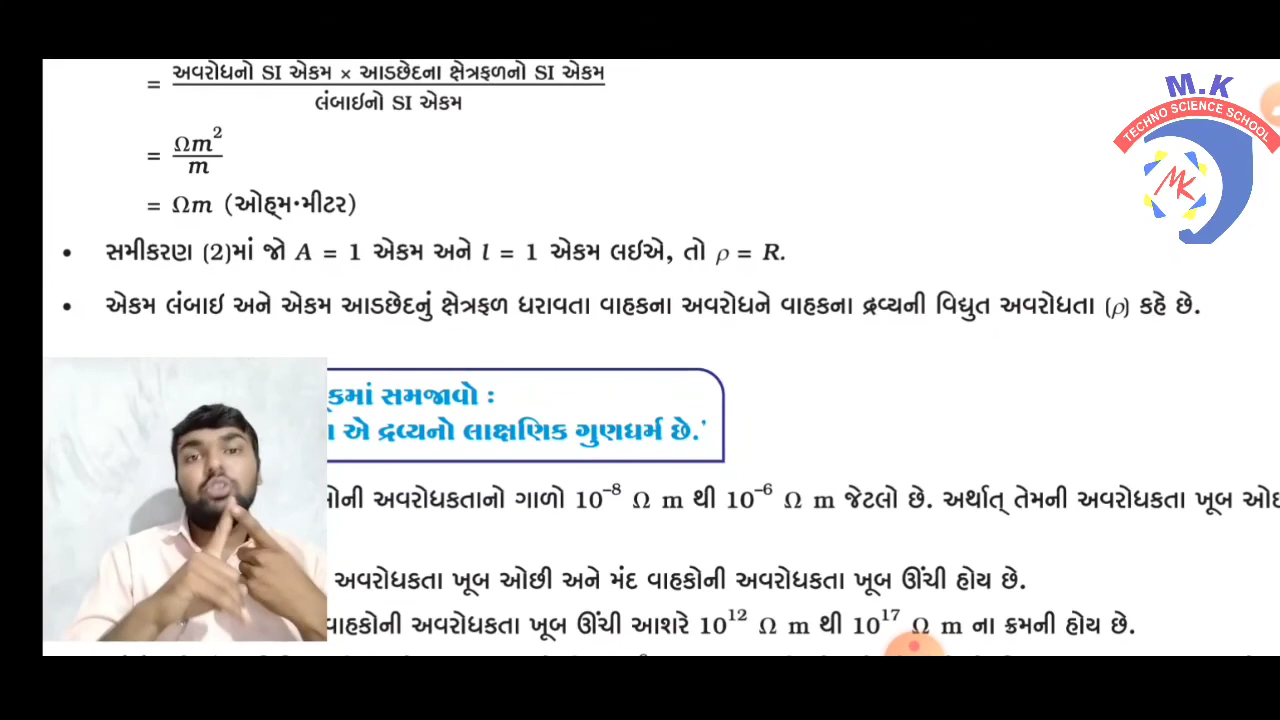 = અવરોધનો SI એકમ × આડછેદના ક્ષેત્રફળનો SI એકમ
લંબાઇનો SI એકમ
= Ωm²
m
= Ωm (ઓહ્મ·મીટર)
• સમીકરણ (2)માં જો A = 1 એકમ અને l = 1 એકમ લઇએ, તો ρ = R.
• એકમ લંબાઇ અને એકમ આડછેદનું ક્ષેત્રફળ ધરાવતા વાહકના અવરોધને વાહકના દ્રવ્યની વિદ્યુત અવરોધતા (ρ) કહે છે.
સમજાવો :
એ દ્રવ્યનો લાક્ષણિક ગુણધર્મ છે.'
અવરોધકતાનો ગાળો 10⁻⁸ Ω m થી 10⁻⁶ Ω m જેટલો છે. અર્થાત્ તેમની અવરોધકતા ખૂબ
અવરોધકતા ખૂબ ઓછી અને મંદ વાહકોની અવરોધકતા ખૂબ ઊંચી હોય છે.
વાહકોની અવરોધકતા ખૂબ ઊંચી આશરે 10¹² Ω m થી 10¹⁷ Ω m ના ક્રમની હોય છે.
M.K
TECHNO SCIENCE SCHOOL
MK